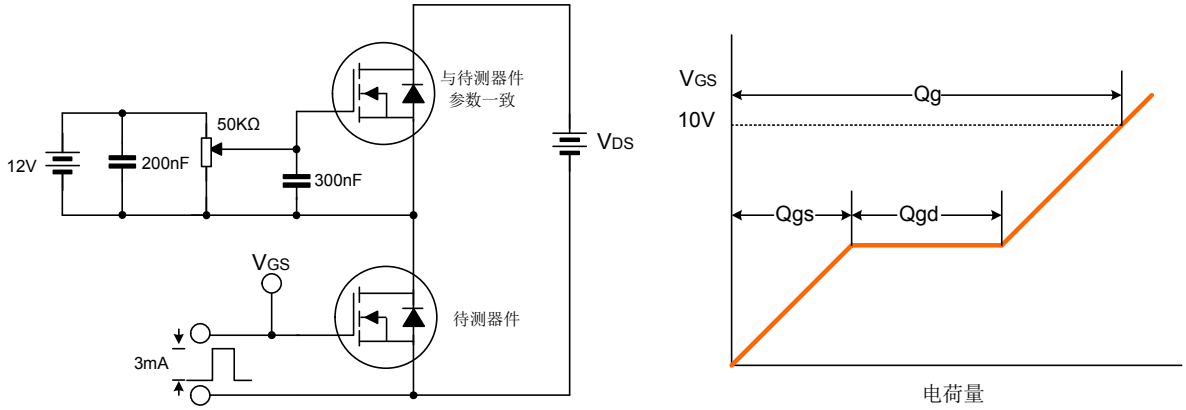 与待测器件
参数一致
50KΩ
12V
200nF
300nF
VDS
VGS
待测器件
3mA
VGS
Qg
10V
Qgs
Qgd
电荷量